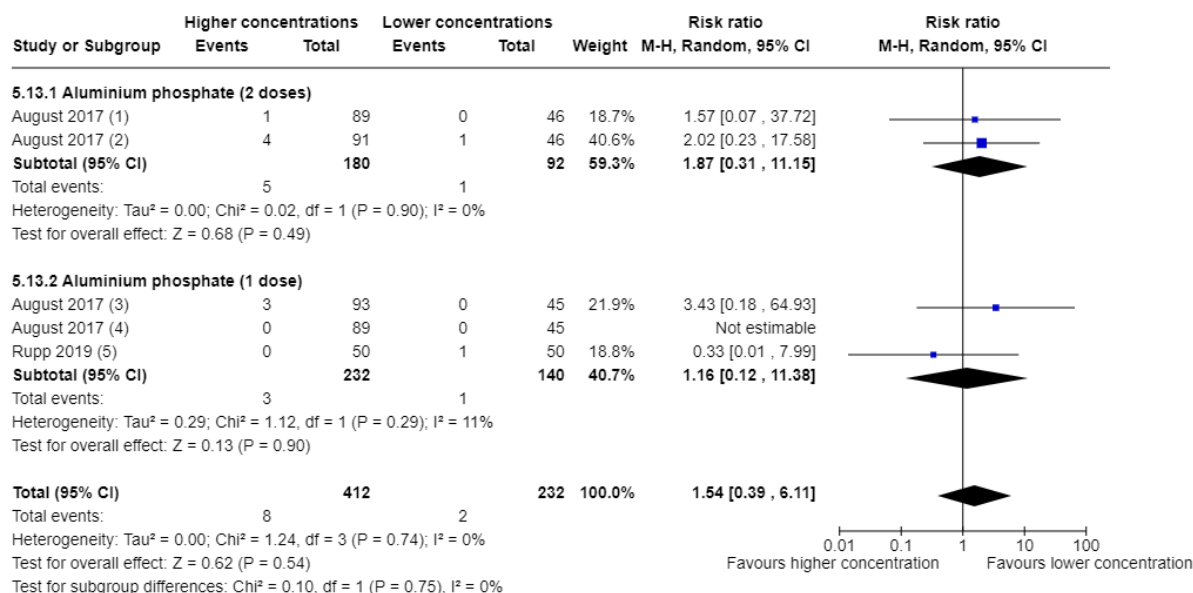 Higher concentrations Lower concentrations Risk ratio Risk ratio
Study or Subgroup Events Total Events Total Weight M-H, Random, 95% CI M-H, Random, 95% CI
5.13.1 Aluminium phosphate (2 doses)
August 2017 (1) 1 89 0 46 18.7% 1.57 [0.07 , 37.72]
August 2017 (2) 4 91 1 46 40.6% 2.02 [0.23 , 17.58]
Subtotal (95% CI) 180 92 59.3% 1.87 [0.31 , 11.15]
Total events: 5 1
Heterogeneity: Tau² = 0.00; Chi² = 0.02, df = 1 (P = 0.90); I² = 0%
Test for overall effect: Z = 0.68 (P = 0.49)
5.13.2 Aluminium phosphate (1 dose)
August 2017 (3) 3 93 0 45 21.9% 3.43 [0.18 , 64.93]
August 2017 (4) 0 89 0 45 Not estimable
Rupp 2019 (5) 0 50 1 50 18.8% 0.33 [0.01 , 7.99]
Subtotal (95% CI) 232 140 40.7% 1.16 [0.12 , 11.38]
Total events: 3 1
Heterogeneity: Tau² = 0.29; Chi² = 1.12, df = 1 (P = 0.29); I² = 11%
Test for overall effect: Z = 0.13 (P = 0.90)
Total (95% CI) 412 232 100.0% 1.54 [0.39 , 6.11]
Total events: 8 2
Heterogeneity: Tau² = 0.00; Chi² = 1.24, df = 3 (P = 0.74); I² = 0%
0.01 0.1 1 10 100
Test for overall effect: Z = 0.62 (P = 0.54)
Favours higher concentration Favours lower concentration
Test for subgroup differences: Chi² = 0.10, df = 1 (P = 0.75), I² = 0%